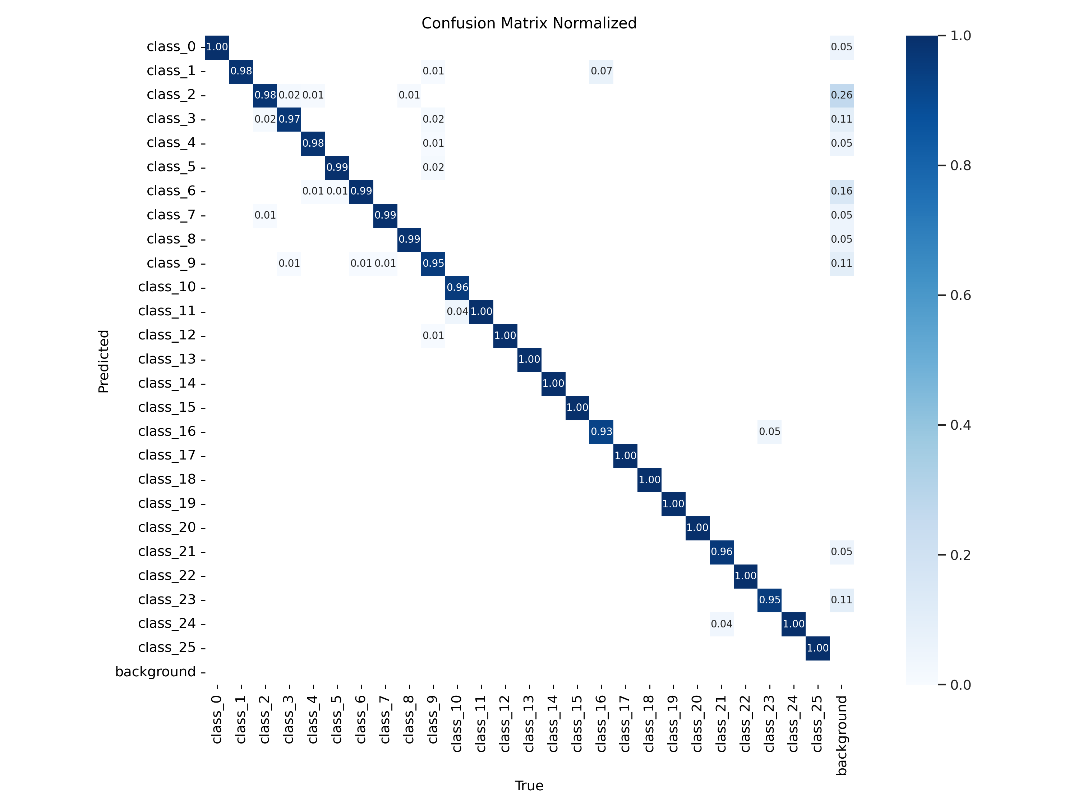 Confusion Matrix Normalized
class_0 1.00 0.05
class_1 0.98 0.01 0.07
class_2 0.98 0.02 0.01 0.01 0.26
class_3 0.02 0.97 0.02 0.11
class_4 0.98 0.01 0.05
class_5 0.99 0.02
class_6 0.01 0.01 0.99 0.16
class_7 0.01 0.99 0.05
class_8 0.99 0.05
class_9 0.01 0.01 0.01 0.95 0.11
class_10 0.96
class_11 0.04 1.00
class_12 0.01 1.00
class_13 1.00
class_14 1.00
class_15 1.00
class_16 0.93 0.05
class_17 1.00
class_18 1.00
class_19 1.00
class_20 1.00
class_21 0.96 0.05
class_22 1.00
class_23 0.95 0.11
class_24 0.04 1.00
class_25 1.00
background
Predicted
class_0
class_1
class_2
class_3
class_4
class_5
class_6
class_7
class_8
class_9
class_10
class_11
class_12
class_13
class_14
class_15
class_16
class_17
class_18
class_19
class_20
class_21
class_22
class_23
class_24
class_25
background
True
1.0
0.8
0.6
0.4
0.2
0.0